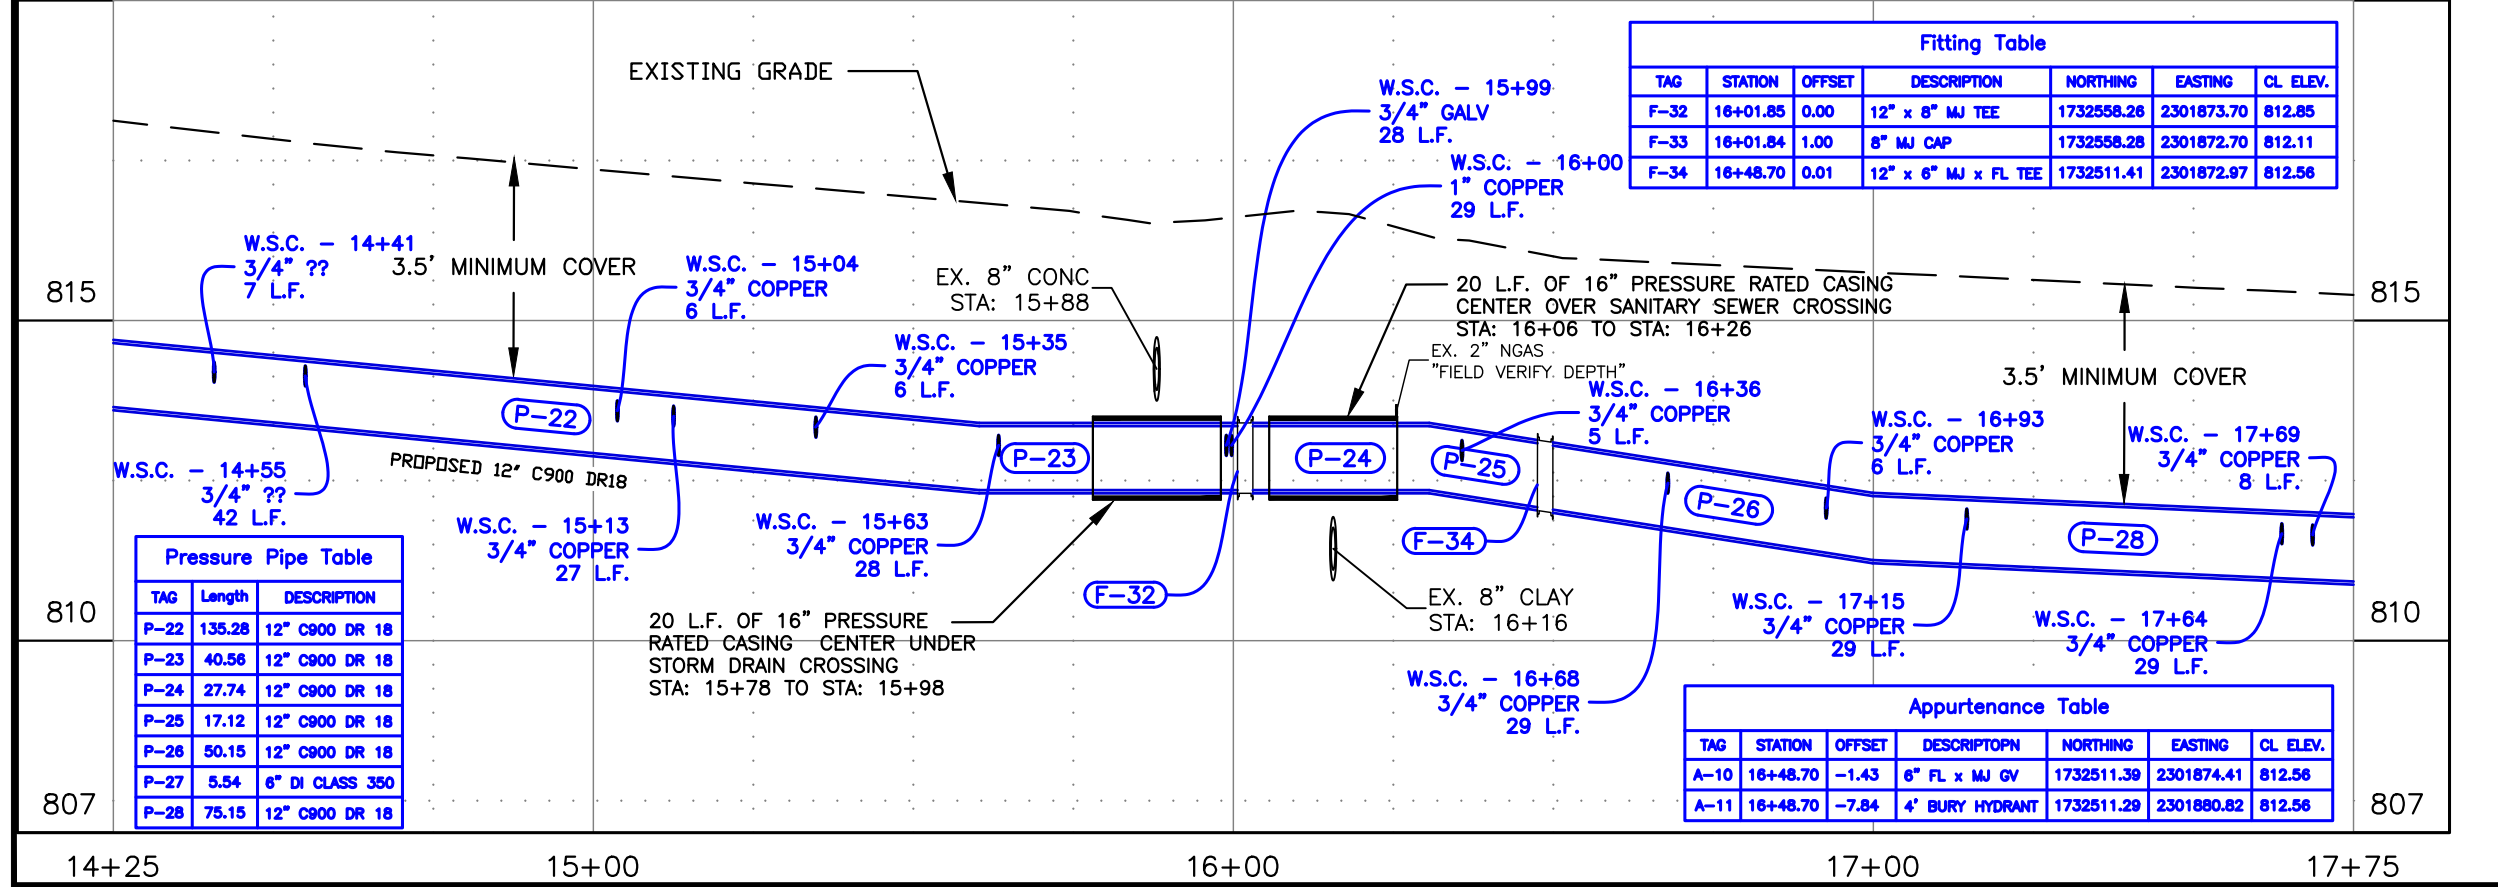 EXISTING GRADE
W.S.C. - 15+99
3/4" GALV
28 L.F.
W.S.C. - 16+00
1" COPPER
29 L.F.
Fitting Table
TAG STATION OFFSET DESCRIPTION NORTHING EASTING CL ELEV.
F-32 16+01.85 0.00 12" x 8" MJ TEE 1732558.26 2301873.70 812.85
F-33 16+01.84 1.00 8" MJ CAP 1732558.28 2301872.70 812.11
F-34 16+48.70 0.01 12" x 6" MJ x FL TEE 1732511.41 2301872.97 812.56
W.S.C. - 14+41
3/4" ??
7 L.F.
3.5' MINIMUM COVER
W.S.C. - 15+04
3/4" COPPER
6 L.F.
EX. 8" CONC
STA: 15+88
20 L.F. OF 16" PRESSURE RATED CASING
CENTER OVER SANITARY SEWER CROSSING
STA: 16+06 TO STA: 16+26
815
815
W.S.C. - 15+35
3/4" COPPER
6 L.F.
EX. 2" NGAS
"FIELD VERIFY DEPTH"
W.S.C. - 16+36
3/4" COPPER
5 L.F.
3.5' MINIMUM COVER
W.S.C. - 16+93
3/4" COPPER
6 L.F.
W.S.C. - 17+69
3/4" COPPER
8 L.F.
P-22
P-23
P-24
P-25
P-26
P-28
W.S.C. - 14+55
3/4" ??
42 L.F.
PROPOSED 12" C900 DR18
W.S.C. - 15+13
3/4" COPPER
27 L.F.
W.S.C. - 15+63
3/4" COPPER
28 L.F.
F-34
F-32
EX. 8" CLAY
STA: 16+16
810
810
20 L.F. OF 16" PRESSURE
RATED CASING CENTER UNDER
STORM DRAIN CROSSING
STA: 15+78 TO STA: 15+98
W.S.C. - 17+15
3/4" COPPER
29 L.F.
W.S.C. - 17+64
3/4" COPPER
29 L.F.
W.S.C. - 16+68
3/4" COPPER
29 L.F.
Pressure Pipe Table
TAG Length DESCRIPTION
P-22 135.28 12" C900 DR 18
P-23 40.56 12" C900 DR 18
P-24 27.74 12" C900 DR 18
P-25 17.12 12" C900 DR 18
P-26 50.15 12" C900 DR 18
P-27 5.54 6" DI CLASS 350
P-28 75.15 12" C900 DR 18
Appurtenance Table
TAG STATION OFFSET DESCRIPTOPN NORTHING EASTING CL ELEV.
A-10 16+48.70 -1.43 6" FL x MJ GV 1732511.39 2301874.41 812.56
A-11 16+48.70 -7.84 4' BURY HYDRANT 1732511.29 2301880.82 812.56
807
807
14+25
15+00
16+00
17+00
17+75